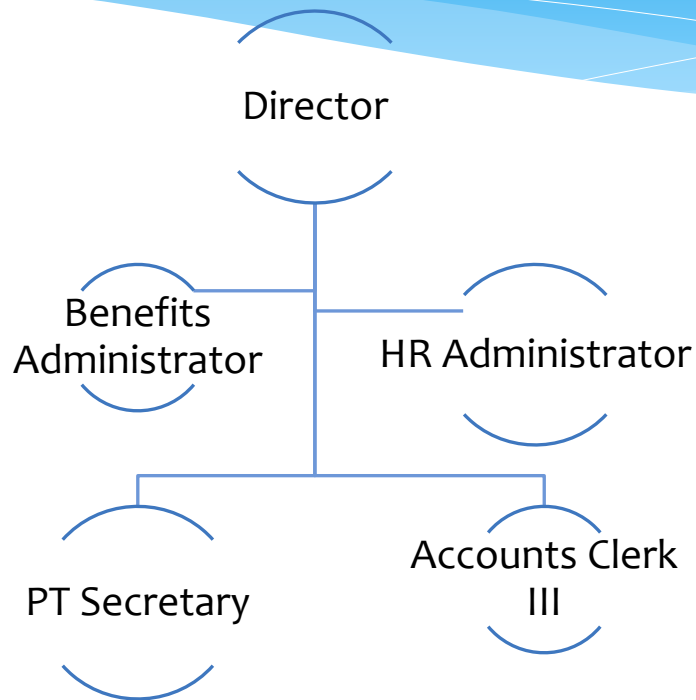 Director
Benefits
Administrator
HR Administrator
PT Secretary
Accounts Clerk
III